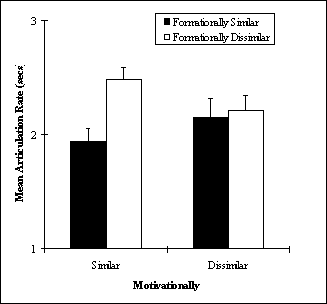 3
Formationally Similar
Formationally Dissimilar
2
1
Mean Articulation Rate (secs
Similar
Dissimilar
Motivationally